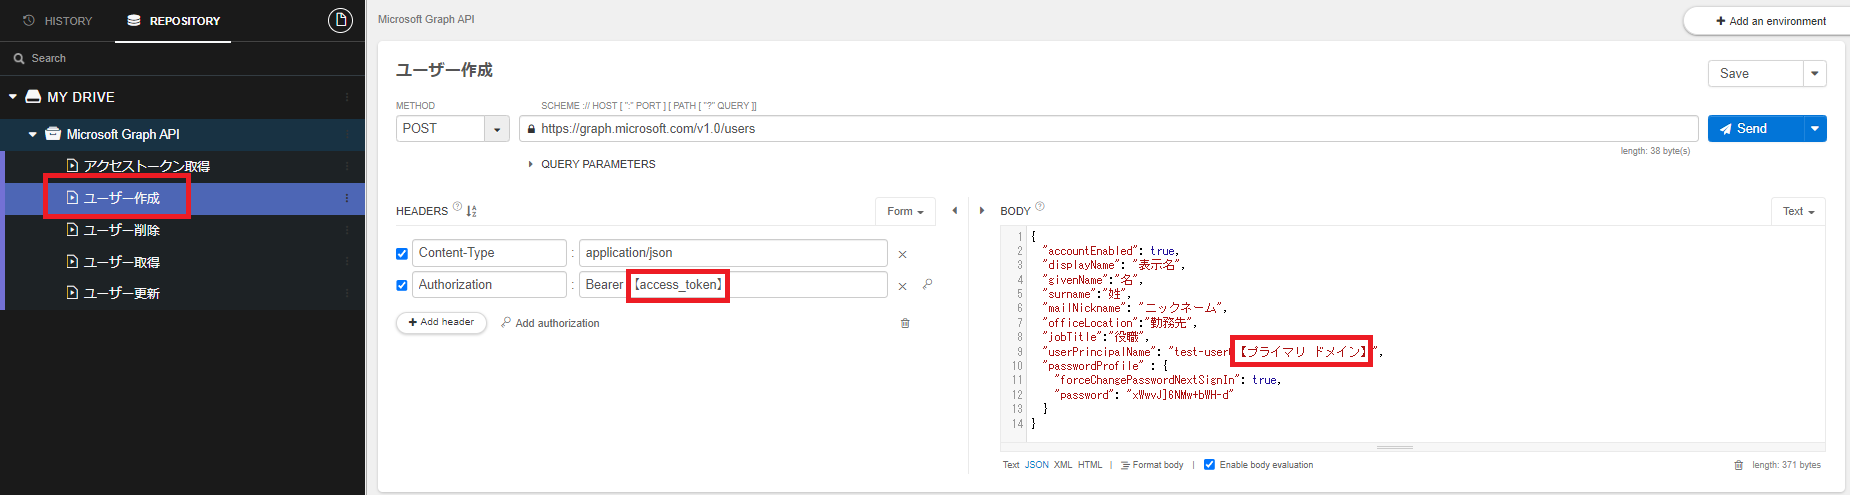 HISTORY
REPOSITORY
Search
MY DRIVE
Microsoft Graph API
アクセストークン取得
ユーザー作成
ユーザー削除
ユーザー取得
ユーザー更新
Microsoft Graph API
+ Add an environment
ユーザー作成
Save
METHOD
SCHEME :// HOST [ ":" PORT ] [ PATH [ "?" QUERY ]]
POST
https://graph.microsoft.com/v1.0/users
Send
length: 38 byte(s)
QUERY PARAMETERS
HEADERS ? A Z
Form
Content-Type : application/json
Authorization : Bearer 【access_token】
+ Add header
Add authorization
BODY ?
Text
1 {
2 "accountEnabled": true,
3 "displayName": "表示名",
4 "givenName":"名",
5 "surname":"姓",
6 "mailNickname": "ニックネーム",
7 "officeLocation":"勤務先",
8 "jobTitle":"役職",
9 "userPrincipalName": "test-user【プライマリ ドメイン】",
10 "passwordProfile" : {
11 "forceChangePasswordNextSignIn": true,
12 "password": "xWwvJ]6NMw+bWH-d"
13 }
14 }
Text JSON XML HTML | Format body | Enable body evaluation
length: 371 bytes